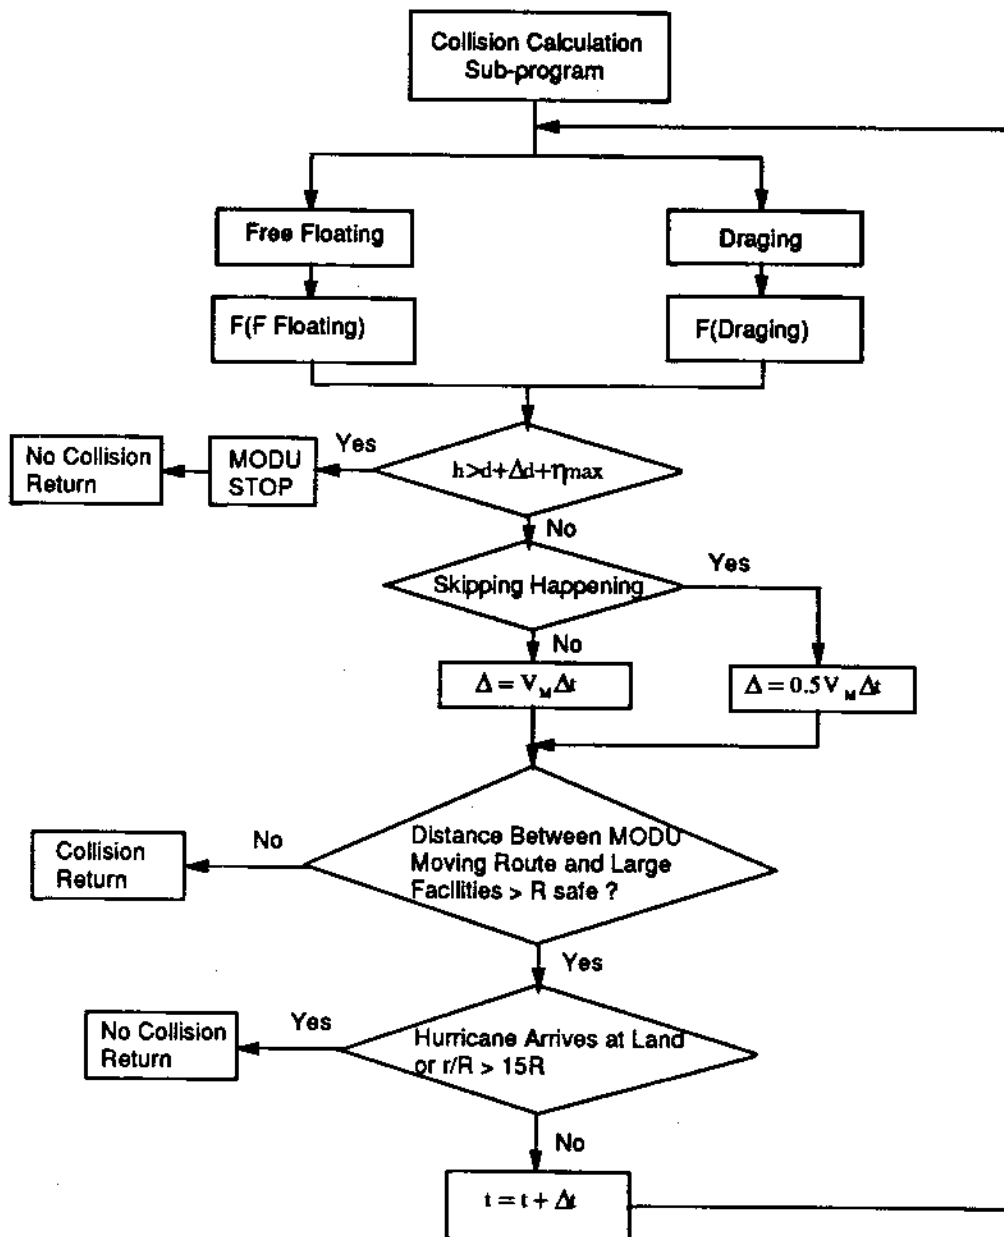 Collision Calculation
Sub-program
Free Floating
Draging
F(F Floating)
F(Draging)
h>d+Δd+ηmax
Yes
MODU
STOP
No Collision
Return
No
Skipping Happening
Yes
No
Δ = V_M Δt
Δ = 0.5 V_M Δt
Distance Between MODU
Moving Route and Large
Facilities > R safe ?
No
Collision
Return
Yes
Hurricane Arrives at Land
or r/R > 15R
Yes
No Collision
Return
No
t = t + Δt